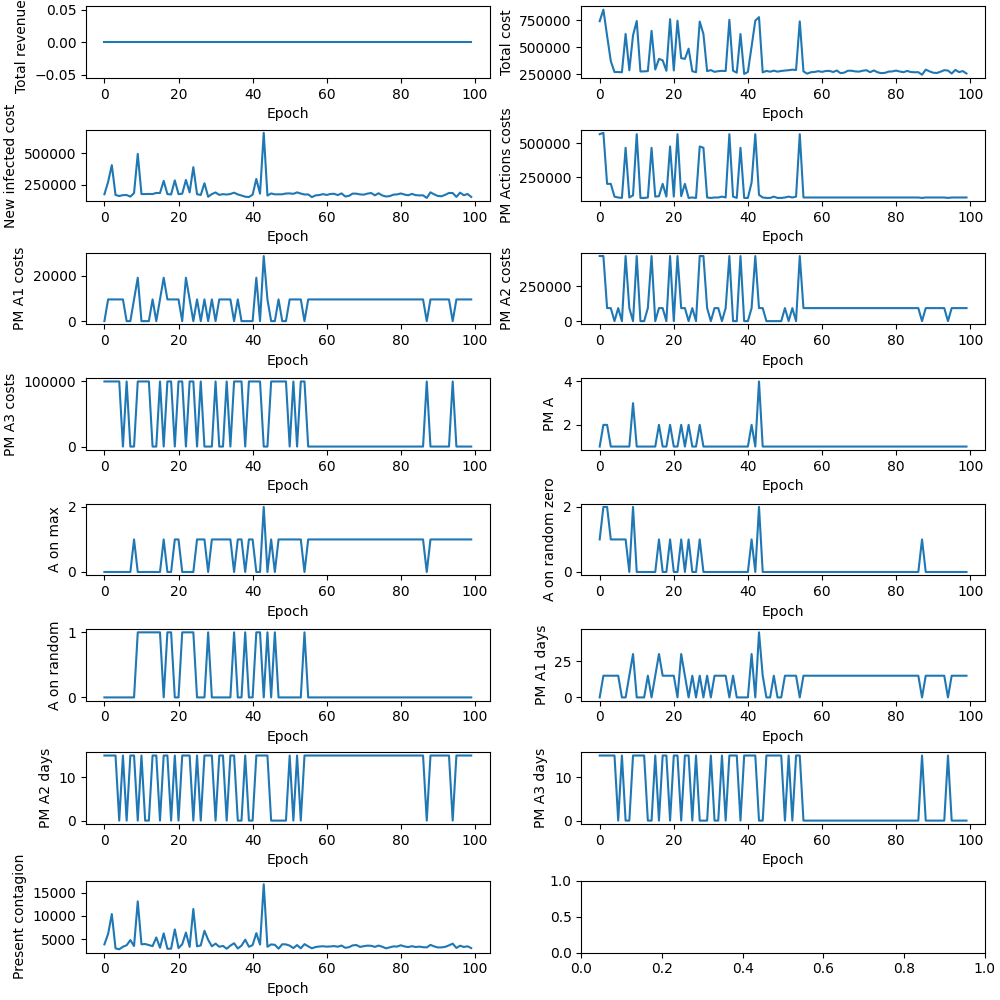 Total revenue
0.05
0.00
−0.05
0 20 40 60 80 100
Epoch
Total cost
750000
500000
250000
0 20 40 60 80 100
Epoch
New infected cost
500000
250000
0 20 40 60 80 100
Epoch
PM Actions costs
500000
250000
0 20 40 60 80 100
Epoch
PM A1 costs
20000
0
0 20 40 60 80 100
Epoch
PM A2 costs
250000
0
0 20 40 60 80 100
Epoch
PM A3 costs
100000
0
0 20 40 60 80 100
Epoch
PM A
4
2
0 20 40 60 80 100
Epoch
A on max
2
0
0 20 40 60 80 100
Epoch
A on random zero
2
0
0 20 40 60 80 100
Epoch
A on random
1
0
0 20 40 60 80 100
Epoch
PM A1 days
25
0
0 20 40 60 80 100
Epoch
PM A2 days
10
0
0 20 40 60 80 100
Epoch
PM A3 days
10
0
0 20 40 60 80 100
Epoch
Present contagion
15000
10000
5000
0 20 40 60 80 100
Epoch
1.0
0.5
0.0
0.0 0.2 0.4 0.6 0.8 1.0